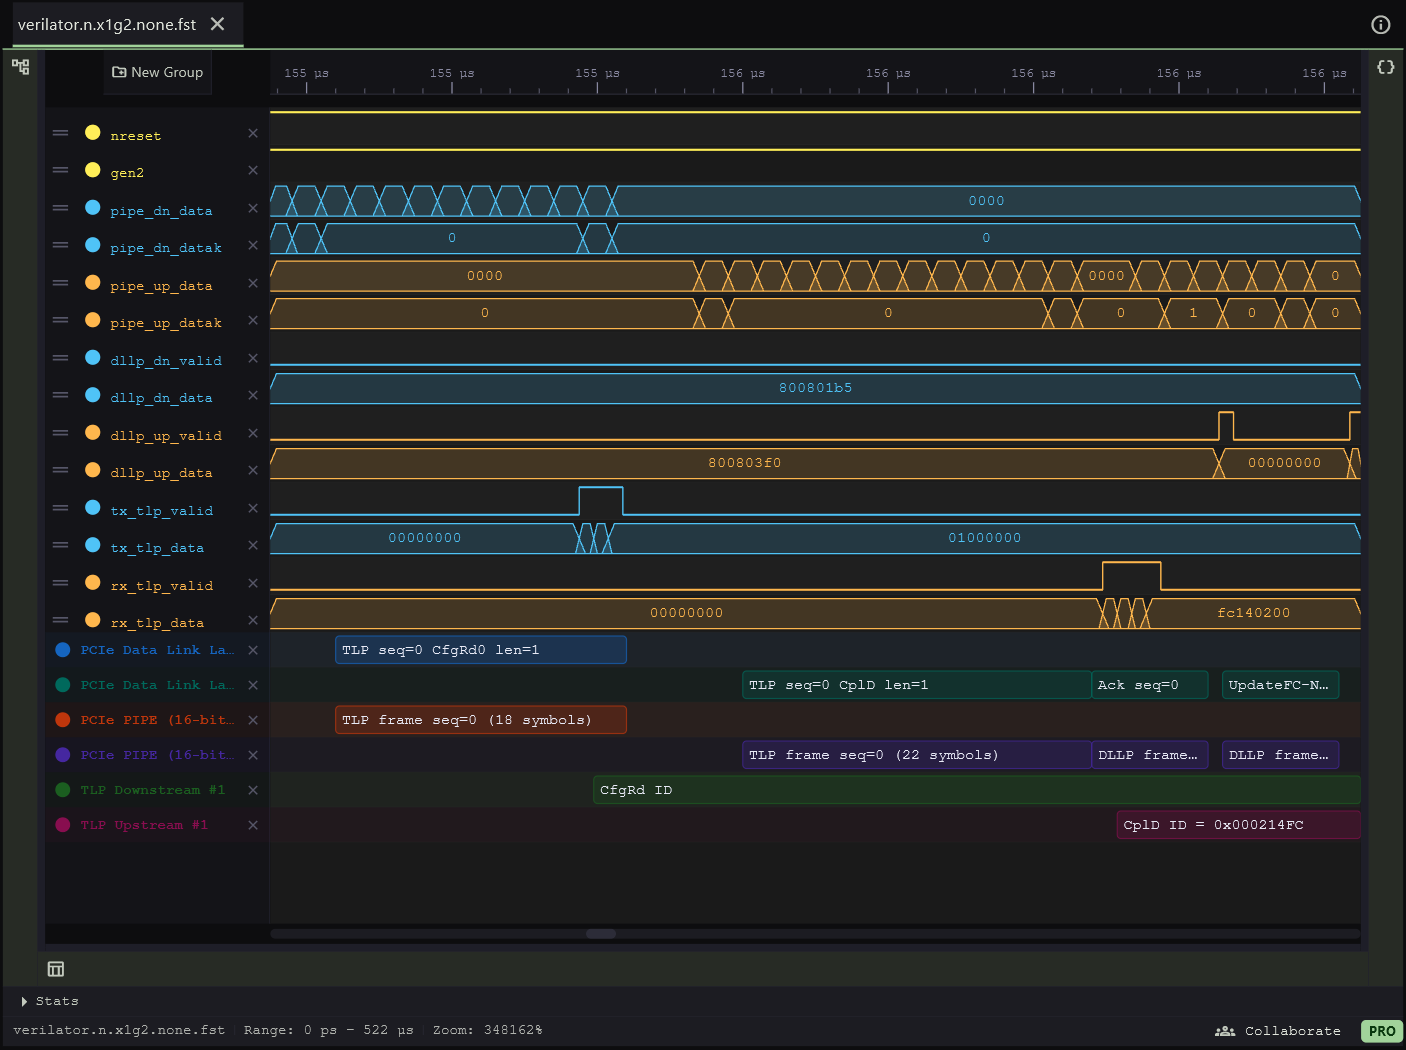 verilator.n.x1g2.none.fst
New Group
155 μs 155 μs 155 μs 156 μs 156 μs 156 μs 156 μs 156 μs
nreset
gen2
pipe_dn_data 0000
pipe_dn_datak 0 0
pipe_up_data 0000 0000 0
pipe_up_datak 0 0 0 1 0 0
dllp_dn_valid
dllp_dn_data 800801b5
dllp_up_valid
dllp_up_data 800803f0 00000000
tx_tlp_valid
tx_tlp_data 00000000 01000000
rx_tlp_valid
rx_tlp_data 00000000 fc140200
PCIe Data Link La… TLP seq=0 CfgRd0 len=1
PCIe Data Link La… TLP seq=0 CplD len=1 Ack seq=0 UpdateFC-N…
PCIe PIPE (16-bit… TLP frame seq=0 (18 symbols)
PCIe PIPE (16-bit… TLP frame seq=0 (22 symbols) DLLP frame… DLLP frame…
TLP Downstream #1 CfgRd ID
TLP Upstream #1 CplD ID = 0x000214FC
Stats
verilator.n.x1g2.none.fst Range: 0 ps – 522 μs Zoom: 348162% Collaborate PRO